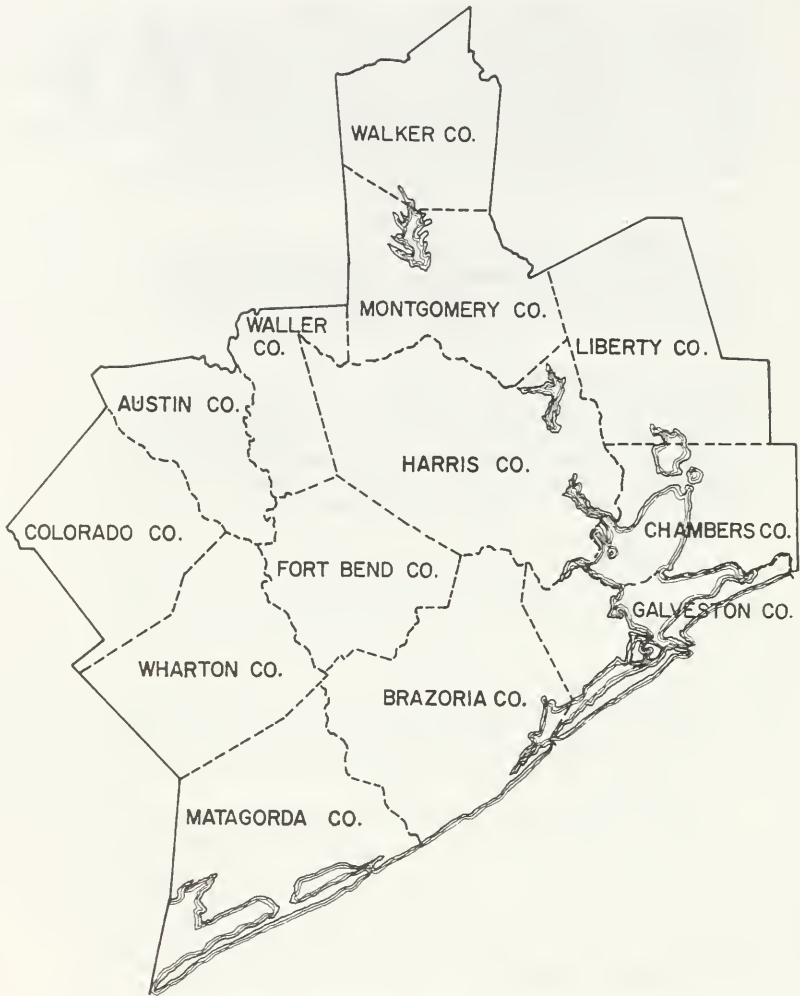 WALKER CO.
MONTGOMERY CO.
WALLER
CO.
LIBERTY CO.
AUSTIN CO.
HARRIS CO.
COLORADO CO.
CHAMBERS CO.
FORT BEND CO.
GALVESTON CO.
WHARTON CO.
BRAZORIA CO.
MATAGORDA CO.